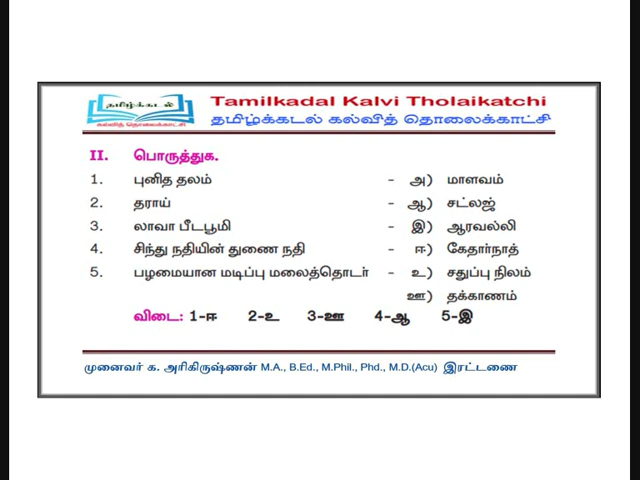 தமிழ்க்கடல்
கல்வித் தொலைக்காட்சி
Tamilkadal Kalvi Tholaikatchi
தமிழ்க்கடல் கல்வித் தொலைக்காட்சி
II. பொருத்துக.
1. புனித தலம் - அ) மாளவம்
2. தராய் - ஆ) சட்லஜ்
3. லாவா பீடபூமி - இ) ஆரவல்லி
4. சிந்து நதியின் துணை நதி - ஈ) கேதார்நாத்
5. பழமையான மடிப்பு மலைத்தொடர் - உ) சதுப்பு நிலம்
ஊ) தக்காணம்
விடை: 1-ஈ 2-உ 3-ஊ 4-ஆ 5-இ
முனைவர் க. அரிகிருஷ்ணன் M.A., B.Ed., M.Phil., Phd., M.D.(Acu) இரட்டணை